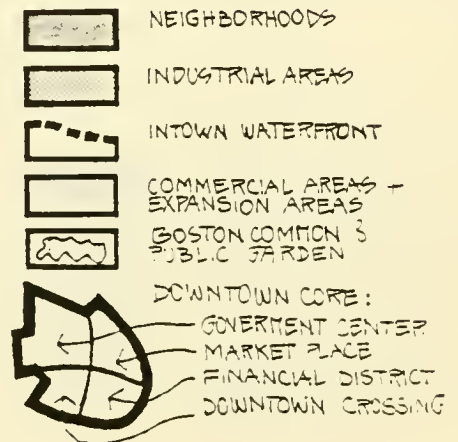 NEIGHBORHOODS
INDUSTRIAL AREAS
INTOWN WATERFRONT
COMMERCIAL AREAS +
EXPANSION AREAS
BOSTON COMMON &
PUBLIC GARDEN
DOWNTOWN CORE:
GOVERMENT CENTER
MARKET PLACE
FINANCIAL DISTRICT
DOWNTOWN CROSSING